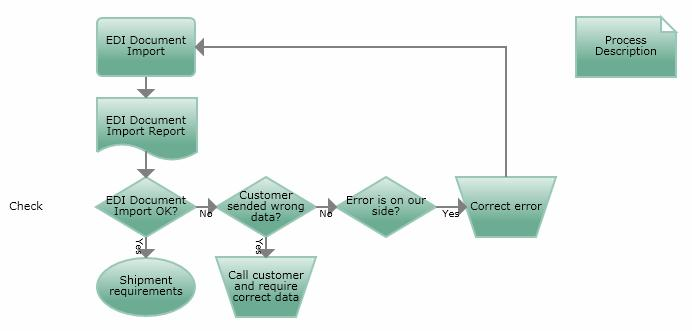 EDI Document
Import
Process
Description
EDI Document
Import Report
Check
EDI Document
Import OK?
No
Customer
sended wrong
data?
No
Error is on our
side?
Yes
Correct error
Yes
Yes
Shipment
requirements
Call customer
and require
correct data